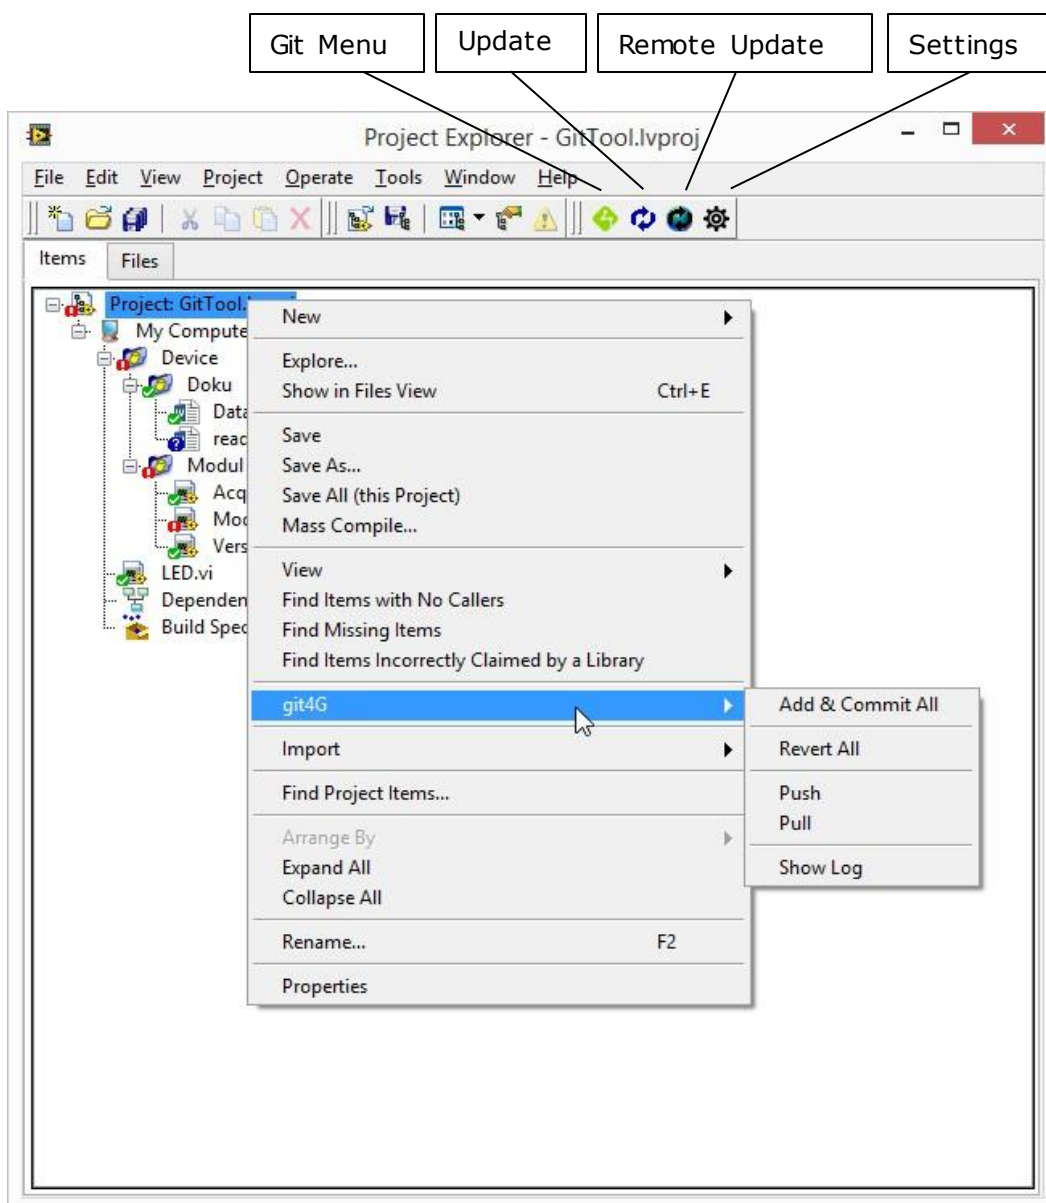 Git Menu
Update
Remote Update
Settings
Project Explorer - GitTool.lvproj
File Edit View Project Operate Tools Window Help
Items
Files
Project: GitTool.
My Compute
Device
Doku
Data
read
Modul
Acq
Mod
Vers
LED.vi
Dependen
Build Spec
New
Explore...
Show in Files View Ctrl+E
Save
Save As...
Save All (this Project)
Mass Compile...
View
Find Items with No Callers
Find Missing Items
Find Items Incorrectly Claimed by a Library
git4G
Import
Find Project Items...
Arrange By
Expand All
Collapse All
Rename... F2
Properties
Add & Commit All
Revert All
Push
Pull
Show Log